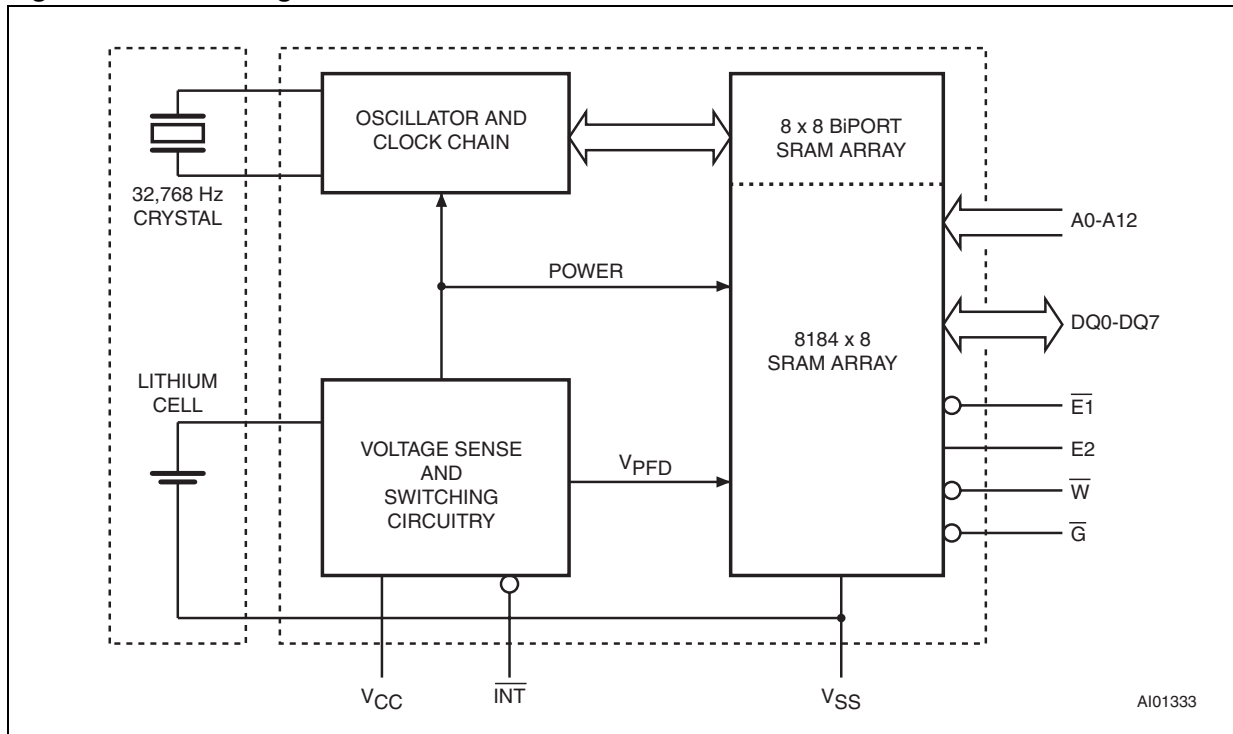 OSCILLATOR AND
CLOCK CHAIN
8 x 8 BiPORT
SRAM ARRAY
32,768 Hz
CRYSTAL
A0-A12
POWER
DQ0-DQ7
8184 x 8
SRAM ARRAY
LITHIUM
CELL
E1
VOLTAGE SENSE
AND
SWITCHING
CIRCUITRY
VPFD
E2
W
G
VCC
INT
VSS
AI01333